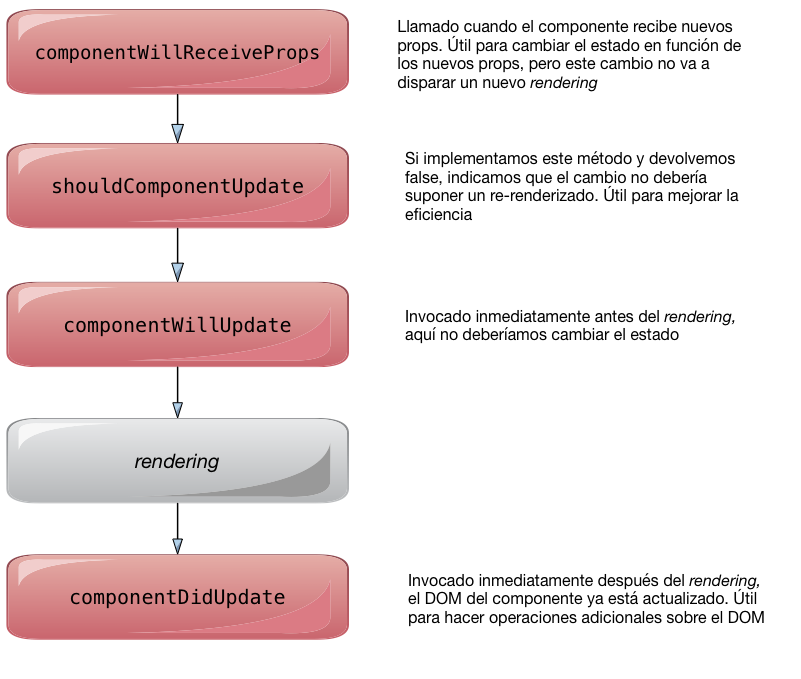 componentWillReceiveProps
Llamado cuando el componente recibe nuevos
props. Útil para cambiar el estado en función de
los nuevos props, pero este cambio no va a
disparar un nuevo rendering
shouldComponentUpdate
Si implementamos este método y devolvemos
false, indicamos que el cambio no debería
suponer un re-renderizado. Útil para mejorar la
eficiencia
componentWillUpdate
Invocado inmediatamente antes del rendering,
aquí no deberíamos cambiar el estado
rendering
componentDidUpdate
Invocado inmediatamente después del rendering,
el DOM del componente ya está actualizado. Útil
para hacer operaciones adicionales sobre el DOM